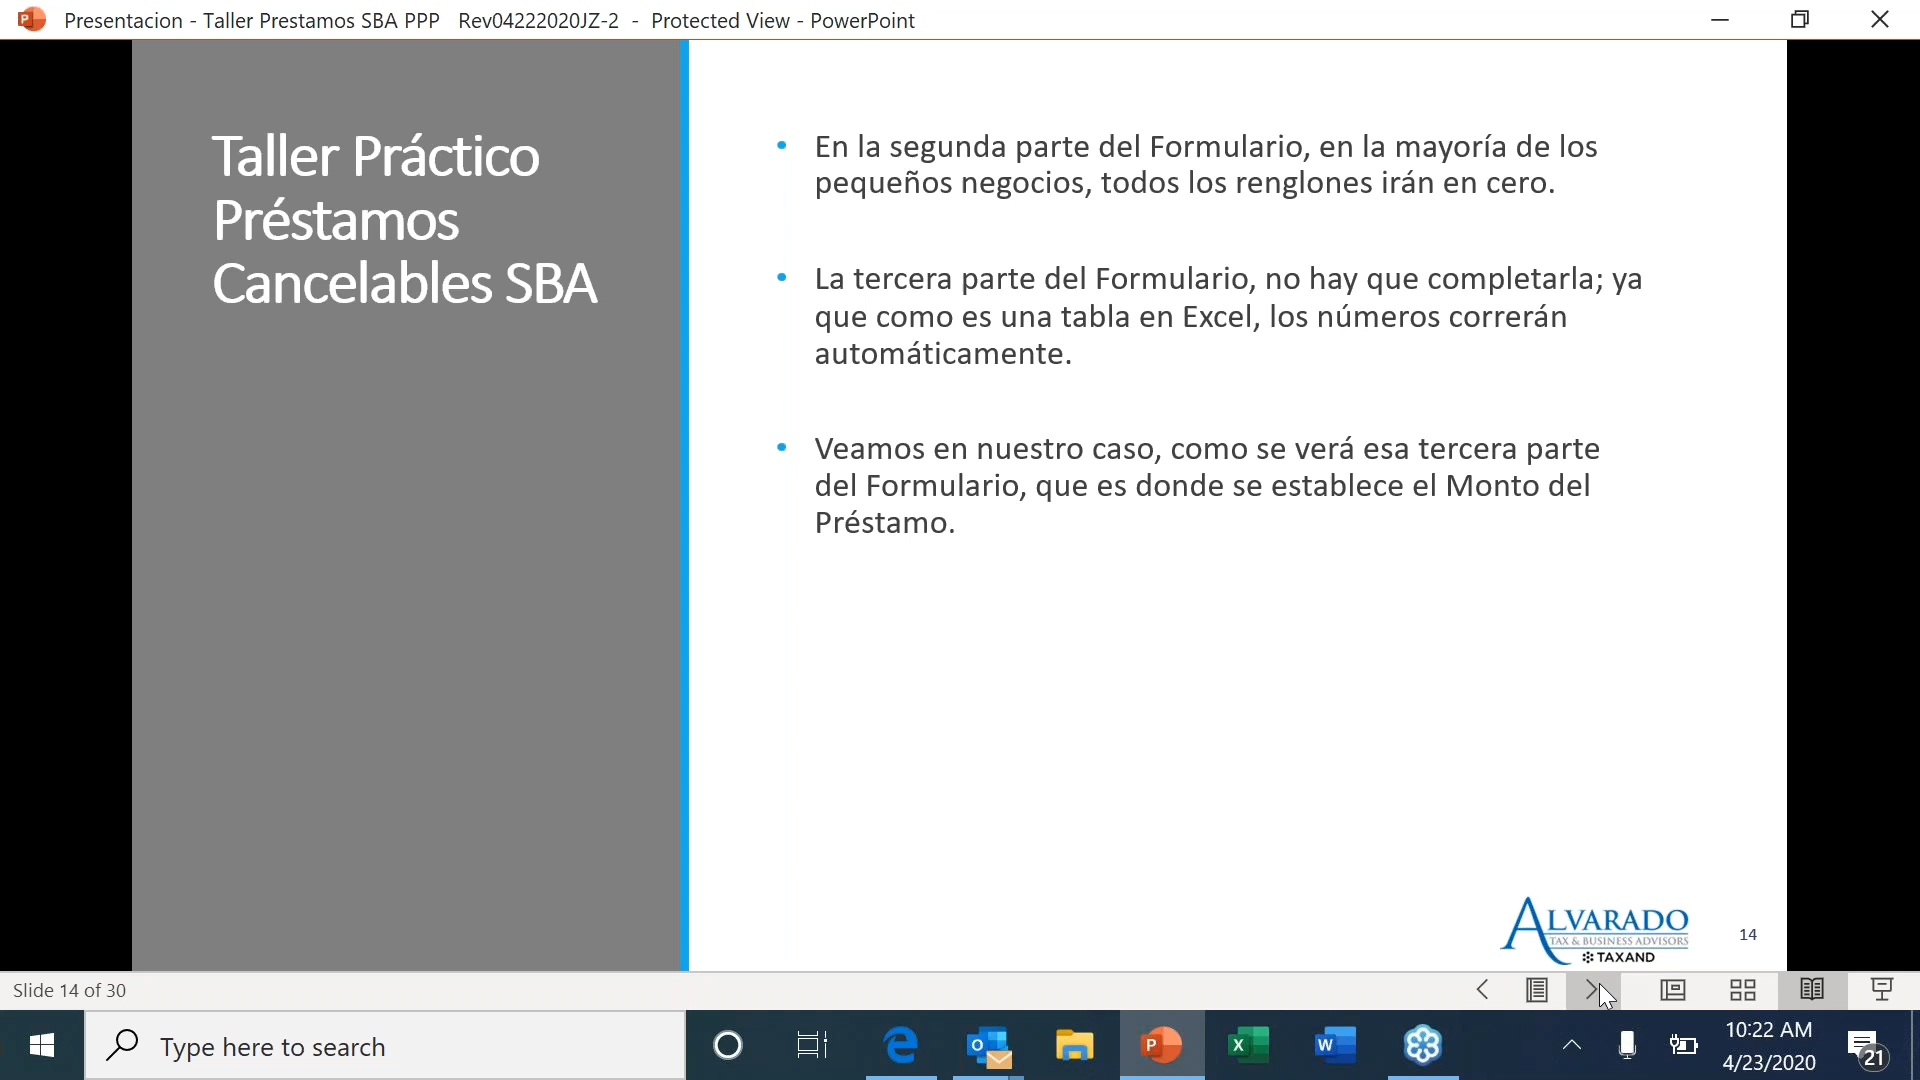 Presentacion - Taller Prestamos SBA PPP   Rev04222020JZ-2  -  Protected View - PowerPoint
Taller Práctico
Préstamos
Cancelables SBA
• En la segunda parte del Formulario, en la mayoría de los
pequeños negocios, todos los renglones irán en cero.
• La tercera parte del Formulario, no hay que completarla; ya
que como es una tabla en Excel, los números correrán
automáticamente.
• Veamos en nuestro caso, como se verá esa tercera parte
del Formulario, que es donde se establece el Monto del
Préstamo.
ALVARADO
TAX & BUSINESS ADVISORS
TAXAND
14
Slide 14 of 30
Type here to search
10:22 AM
4/23/2020
21